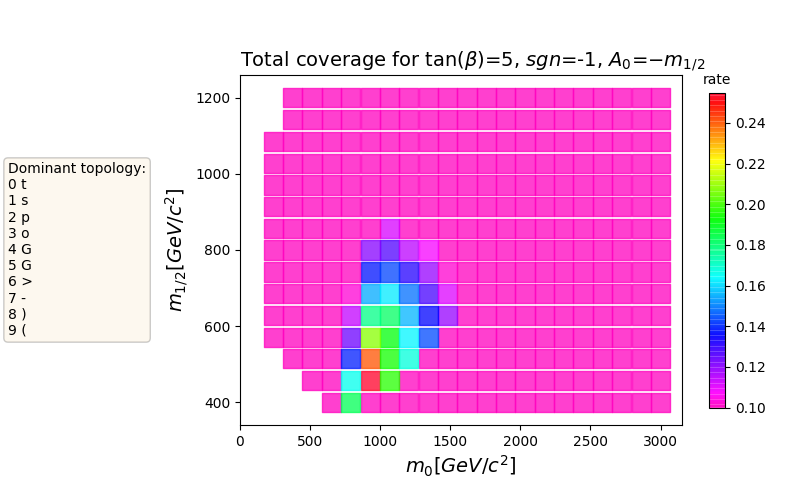 Total coverage for tan(β)=5, sgn=-1, A₀=−m₁/₂
rate
Dominant topology:
0 t
1 s
2 p
3 o
4 G
5 G
6 >
7 -
8 )
9 (
m₁/₂[GeV/c²]
1200
1000
800
600
400
0 500 1000 1500 2000 2500 3000
m₀[GeV/c²]
0.24
0.22
0.20
0.18
0.16
0.14
0.12
0.10